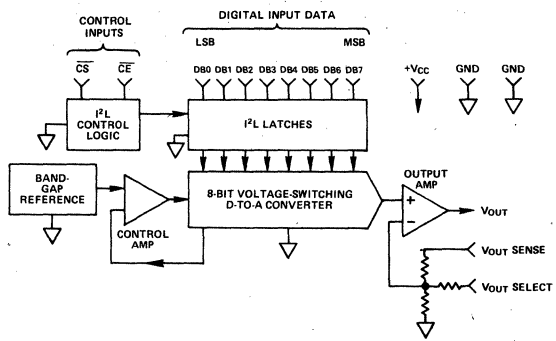 CONTROL INPUTS
DIGITAL INPUT DATA
LSB
MSB
CS
CE
DB0 DB1 DB2 DB3 DB4 DB5 DB6 DB7
+VCC
GND
GND
I²L CONTROL LOGIC
I²L LATCHES
BAND-GAP REFERENCE
CONTROL AMP
8-BIT VOLTAGE-SWITCHING D-TO-A CONVERTER
OUTPUT AMP
+
−
VOUT
VOUT SENSE
VOUT SELECT